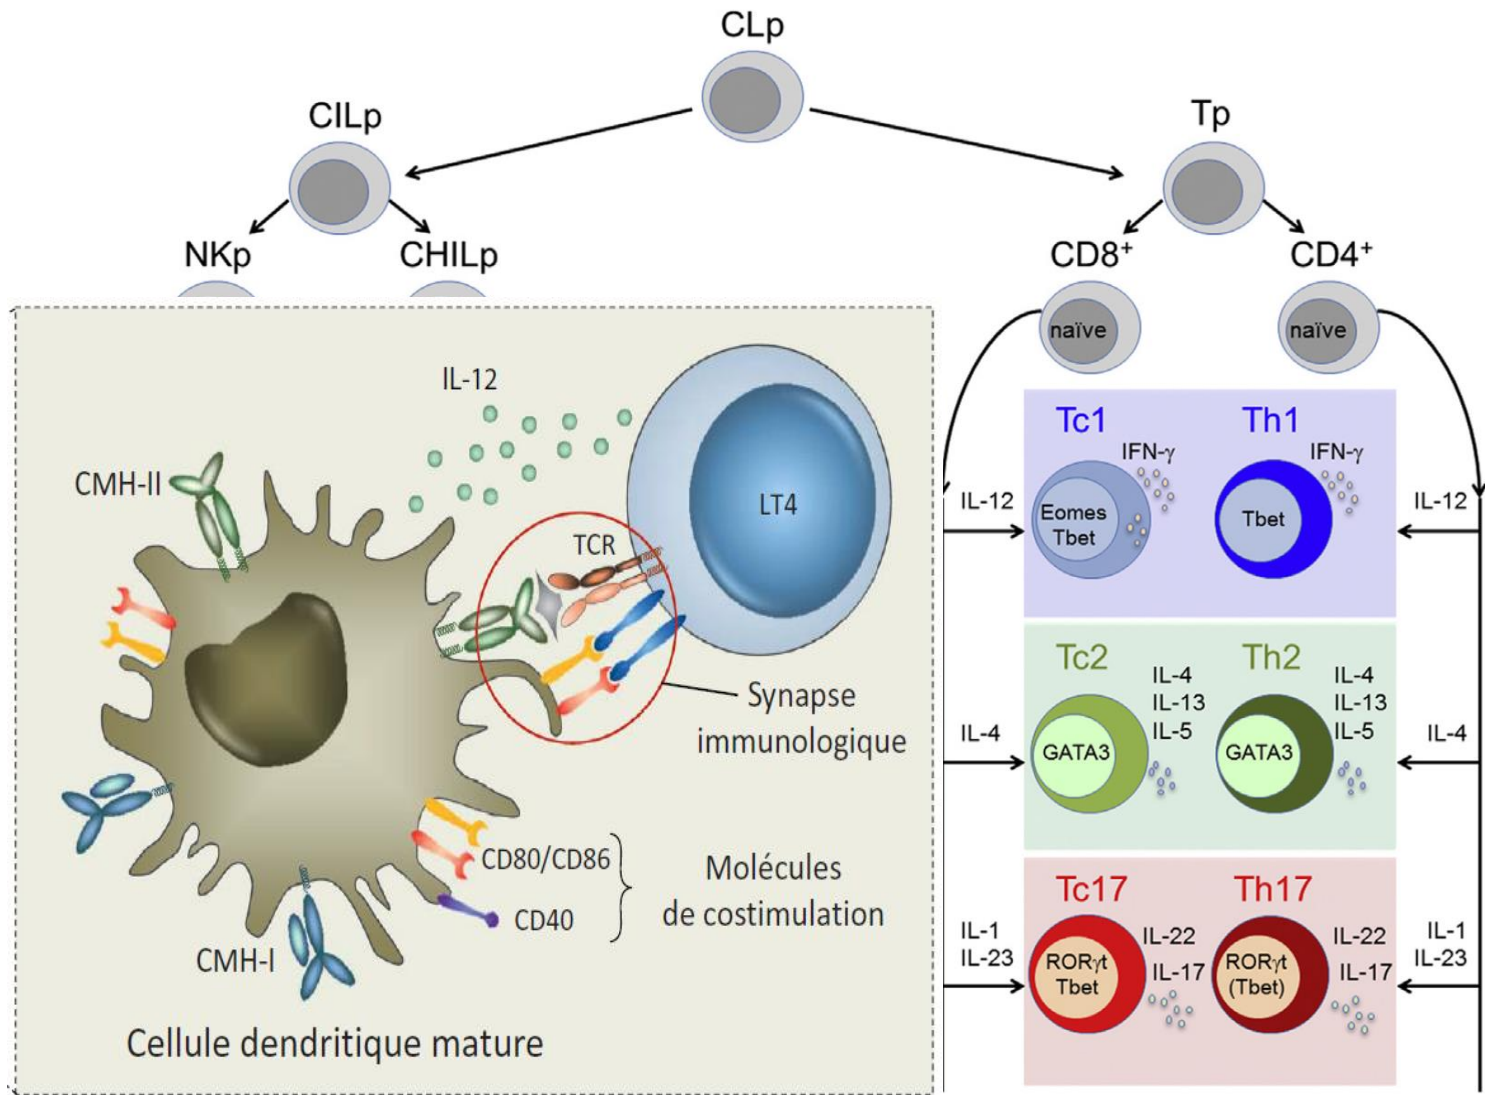 CLp
CILp
Tp
NKp
CHILp
CD8+
CD4+
naïve
naïve
IL-12
CMH-II
LT4
TCR
Synapse
immunologique
CD80/CD86
CD40
Molécules
de costimulation
CMH-I
Cellule dendritique mature
Tc1
Th1
IFN-γ
IFN-γ
IL-12
Eomes
Tbet
Tbet
IL-12
Tc2
Th2
IL-4
IL-13
IL-5
IL-4
IL-13
IL-5
IL-4
GATA3
GATA3
IL-4
Tc17
Th17
IL-1
IL-23
RORγt
Tbet
IL-22
IL-17
RORγt
(Tbet)
IL-22
IL-17
IL-1
IL-23